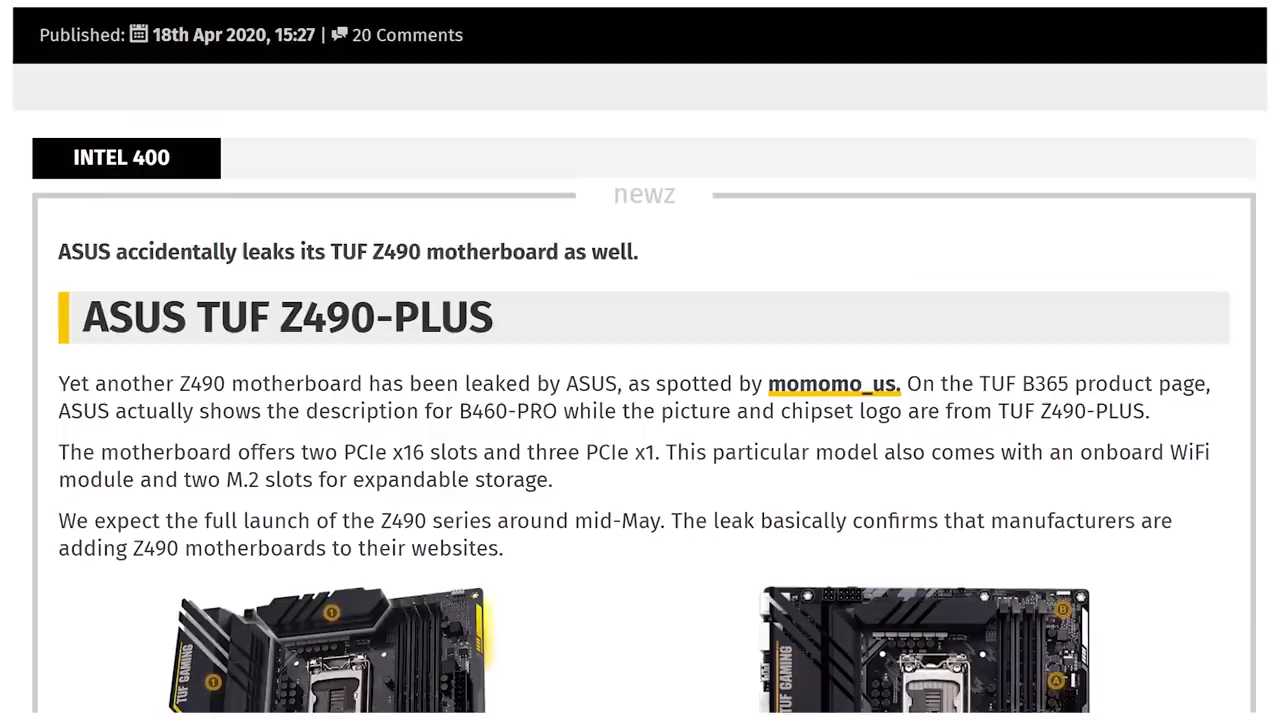 Published: 18th Apr 2020, 15:27 | 20 Comments
INTEL 400
newz
ASUS accidentally leaks its TUF Z490 motherboard as well.
ASUS TUF Z490-PLUS
Yet another Z490 motherboard has been leaked by ASUS, as spotted by momomo_us. On the TUF B365 product page,
ASUS actually shows the description for B460-PRO while the picture and chipset logo are from TUF Z490-PLUS.
The motherboard offers two PCIe x16 slots and three PCIe x1. This particular model also comes with an onboard WiFi
module and two M.2 slots for expandable storage.
We expect the full launch of the Z490 series around mid-May. The leak basically confirms that manufacturers are
adding Z490 motherboards to their websites.
1
B
1
TUF GAMING
TUF GAMING
A